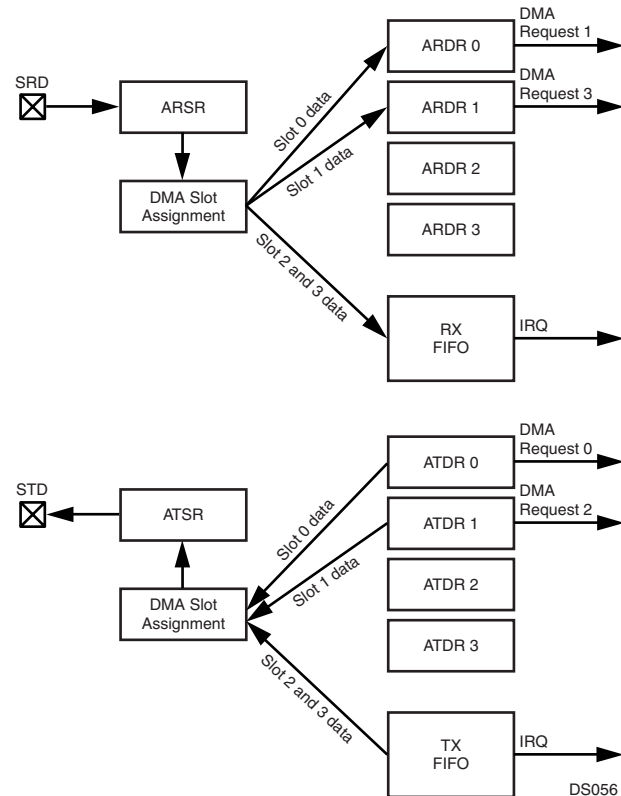 DMA
Request 1
ARDR 0
SRD
DMA
Request 3
ARSR
ARDR 1
Slot 0 data
Slot 1 data
ARDR 2
DMA Slot
Assignment
ARDR 3
Slot 2 and 3 data
RX
FIFO
IRQ
DMA
Request 0
ATDR 0
STD
DMA
Request 2
ATSR
ATDR 1
Slot 0 data
Slot 1 data
ATDR 2
DMA Slot
Assignment
ATDR 3
Slot 2 and 3 data
TX
FIFO
IRQ
DS056